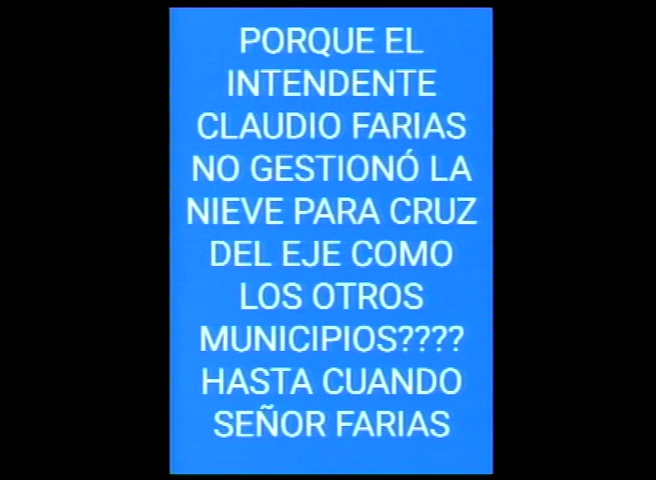 PORQUE EL
INTENDENTE
CLAUDIO FARIAS
NO GESTIONÓ LA
NIEVE PARA CRUZ
DEL EJE COMO
LOS OTROS
MUNICIPIOS????
HASTA CUANDO
SEÑOR FARIAS